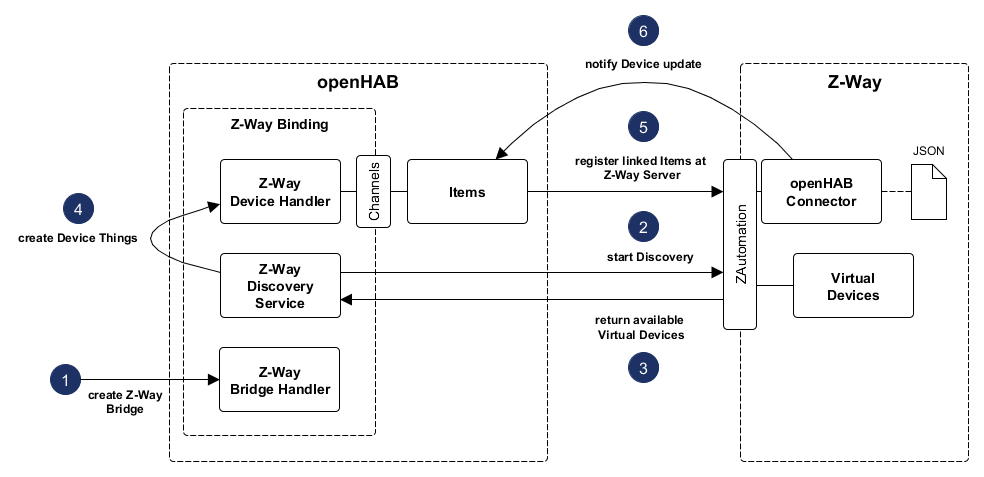 6
notify Device update
openHAB
Z-Way
Z-Way Binding
5
register linked Items at
Z-Way Server
JSON
Z-Way
Device Handler
Channels
Items
ZAutomation
openHAB
Connector
4
create Device Things
2
start Discovery
Z-Way
Discovery
Service
Virtual
Devices
return available
Virtual Devices
3
1
create Z-Way
Bridge
Z-Way
Bridge Handler